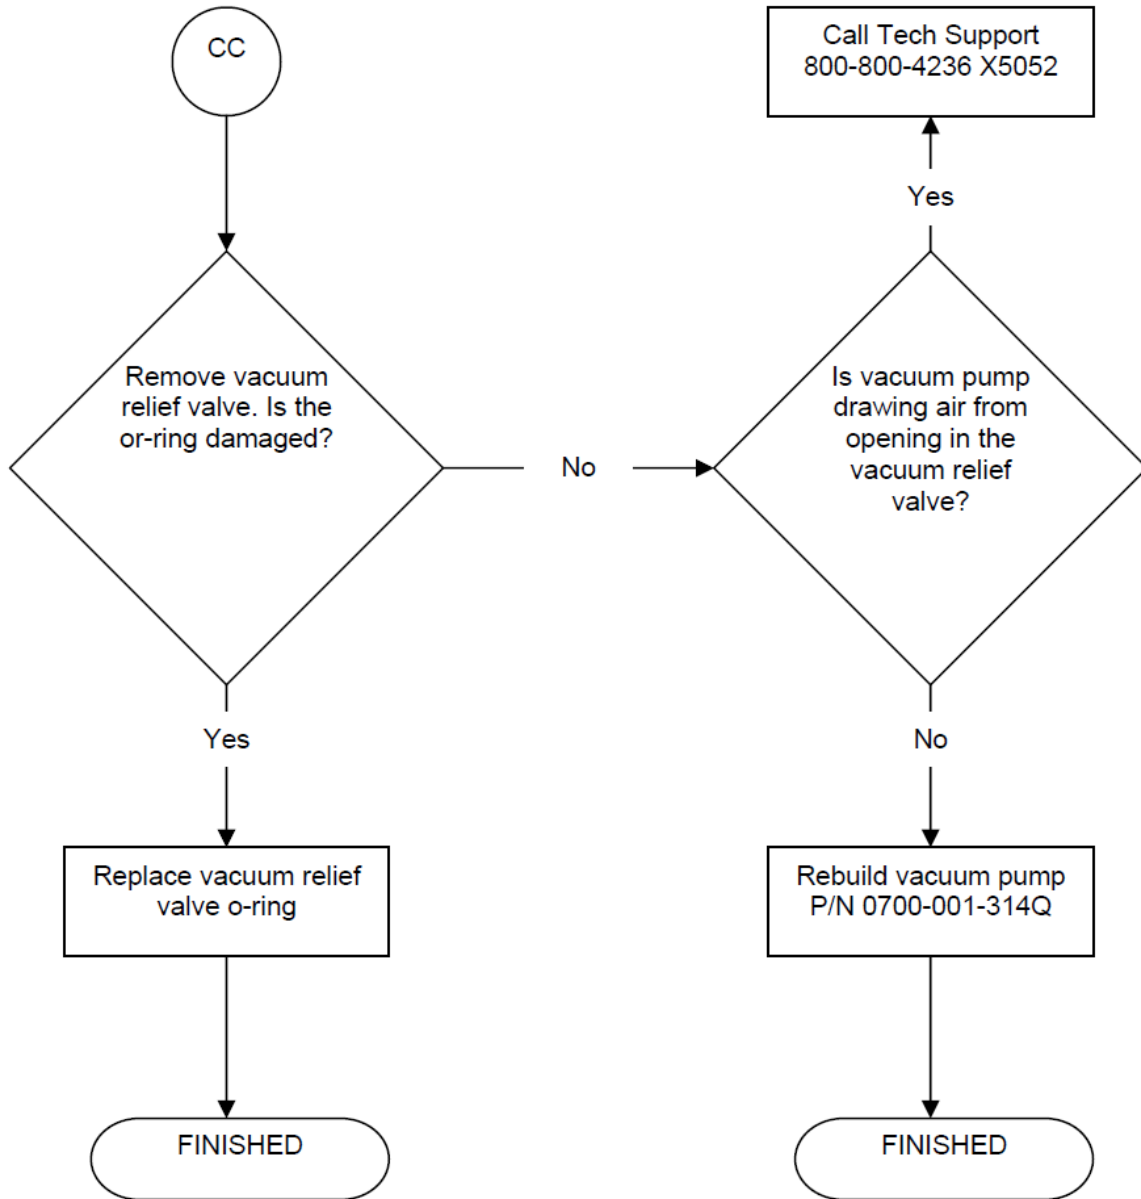 CC
Call Tech Support
800-800-4236 X5052
Yes
Remove vacuum
relief valve. Is the
or-ring damaged?
No
Is vacuum pump
drawing air from
opening in the
vacuum relief
valve?
Yes
No
Replace vacuum relief
valve o-ring
Rebuild vacuum pump
P/N 0700-001-314Q
FINISHED
FINISHED